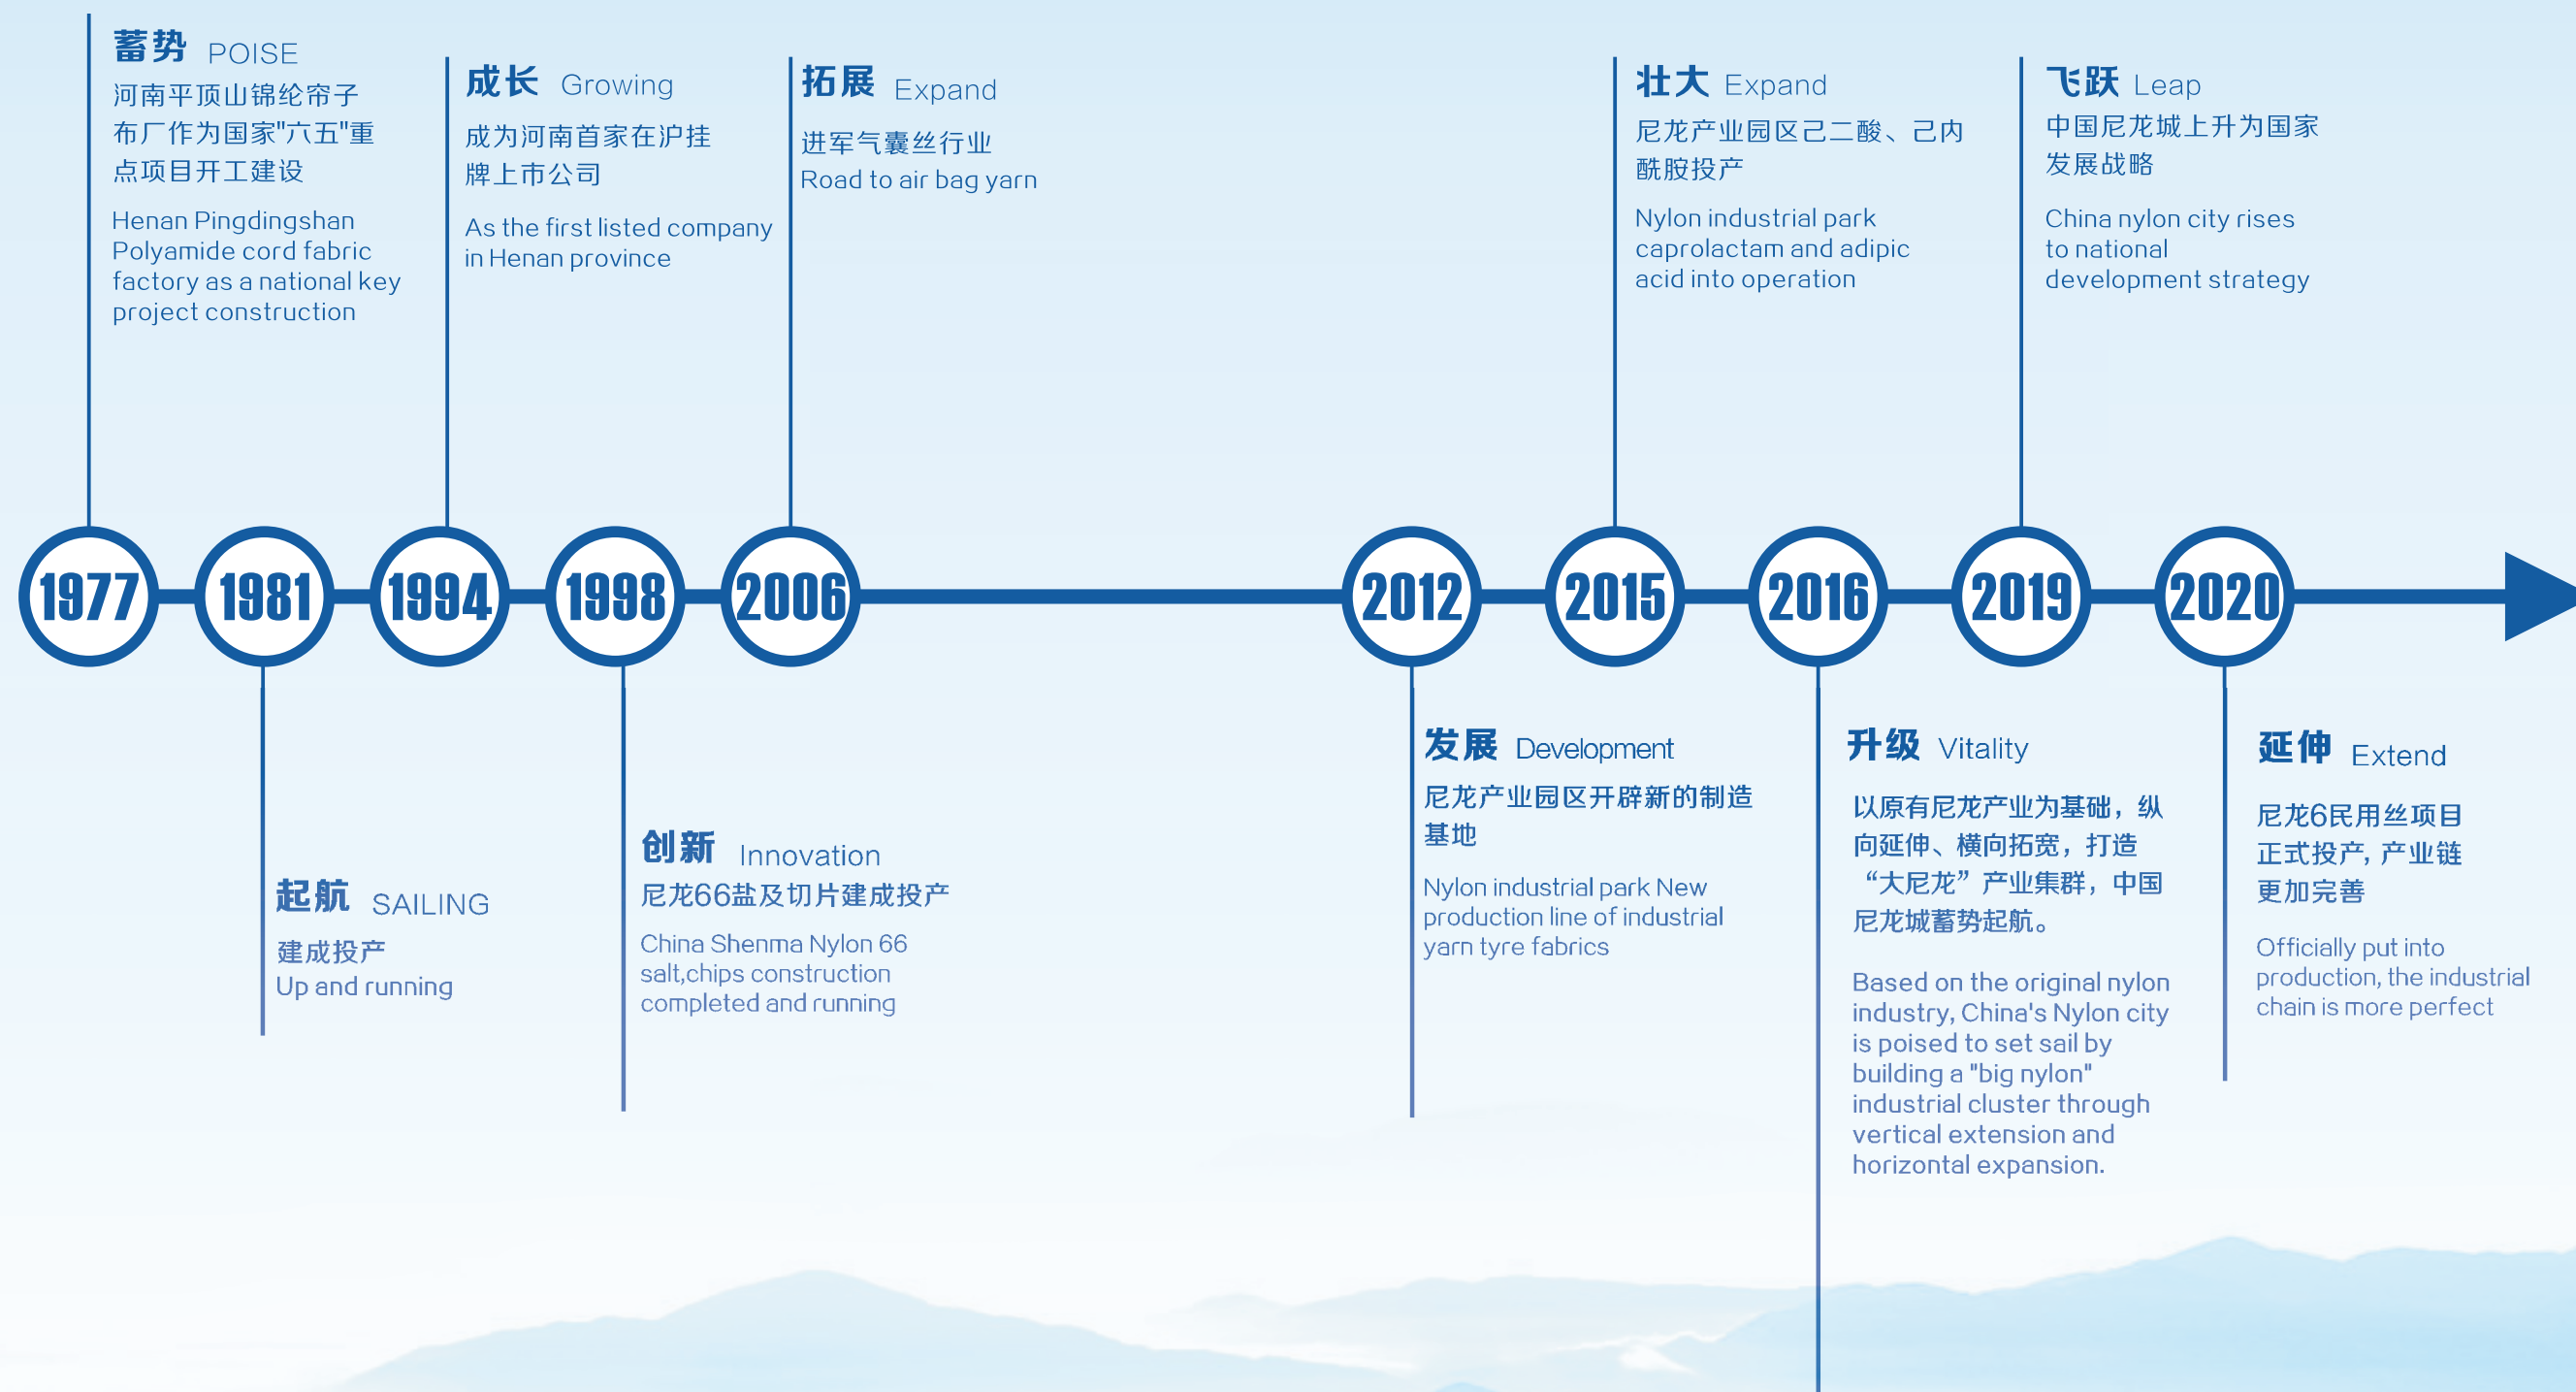 蓄势 POISE
河南平顶山锦纶帘子
布厂作为国家"六五"重
点项目开工建设
Henan Pingdingshan
Polyamide cord fabric
factory as a national key
project construction
成长 Growing
成为河南首家在沪挂
牌上市公司
As the first listed company
in Henan province
拓展 Expand
进军气囊丝行业
Road to air bag yarn
壮大 Expand
尼龙产业园区己二酸、己内
酰胺投产
Nylon industrial park
caprolactam and adipic
acid into operation
飞跃 Leap
中国尼龙城上升为国家
发展战略
China nylon city rises
to national
development strategy
1977 1981 1994 1998 2006 2012 2015 2016 2019 2020
起航 SAILING
建成投产
Up and running
创新 Innovation
尼龙66盐及切片建成投产
China Shenma Nylon 66
salt,chips construction
completed and running
发展 Development
尼龙产业园区开辟新的制造
基地
Nylon industrial park New
production line of industrial
yarn tyre fabrics
升级 Vitality
以原有尼龙产业为基础，纵
向延伸、横向拓宽，打造
“大尼龙”产业集群，中国
尼龙城蓄势起航。
Based on the original nylon
industry, China's Nylon city
is poised to set sail by
building a "big nylon"
industrial cluster through
vertical extension and
horizontal expansion.
延伸 Extend
尼龙6民用丝项目
正式投产，产业链
更加完善
Officially put into
production, the industrial
chain is more perfect